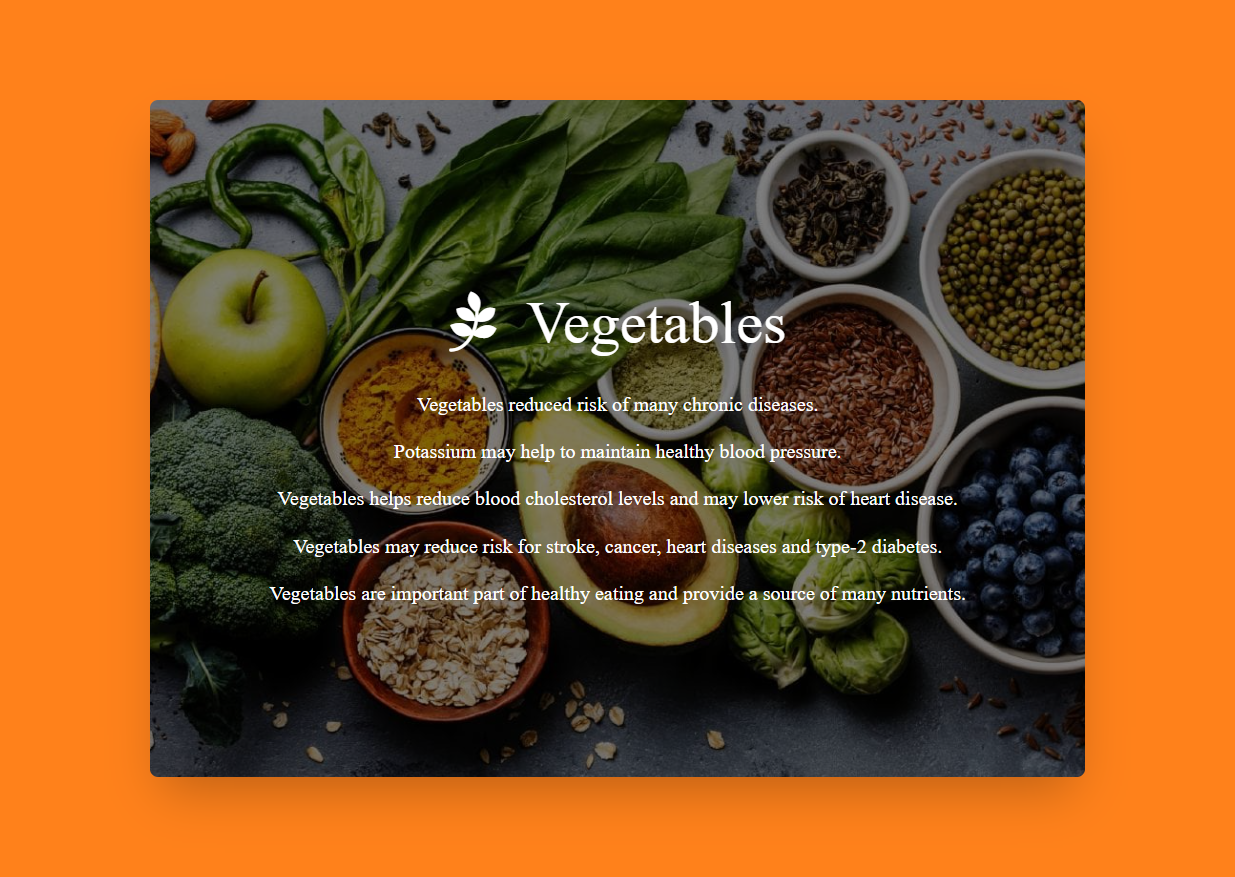 Vegetables
Vegetables reduced risk of many chronic diseases.
Potassium may help to maintain healthy blood pressure.
Vegetables helps reduce blood cholesterol levels and may lower risk of heart disease.
Vegetables may reduce risk for stroke, cancer, heart diseases and type-2 diabetes.
Vegetables are important part of healthy eating and provide a source of many nutrients.